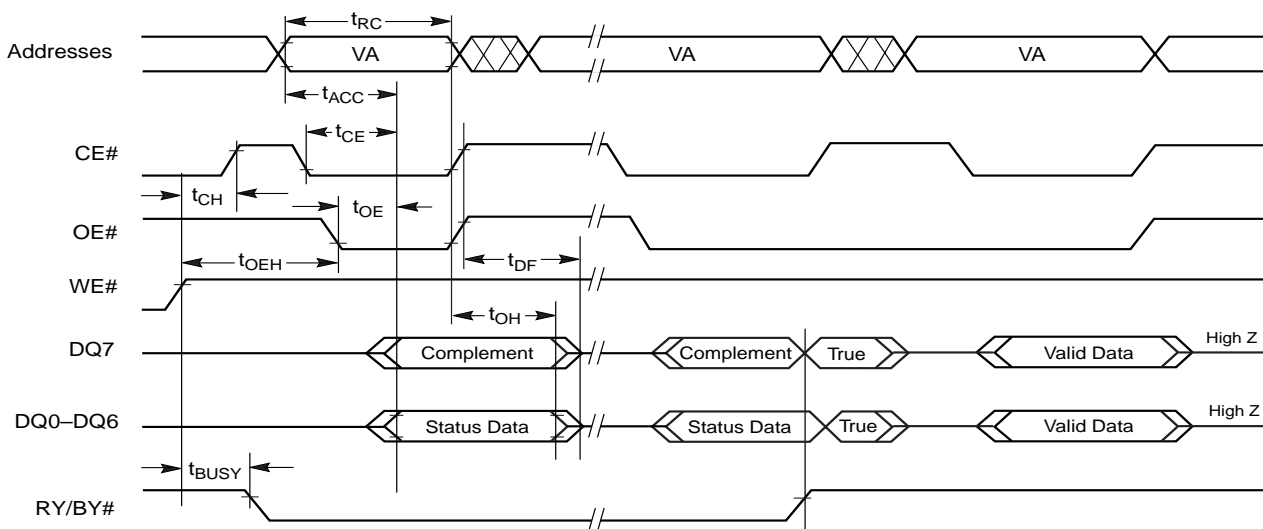 tRC
Addresses VA VA VA
tACC
tCE
CE#
tCH
tOE
OE#
tOEH
tDF
WE#
tOH
DQ7 Complement Complement True Valid Data High Z
DQ0–DQ6 Status Data Status Data True Valid Data High Z
tBUSY
RY/BY#